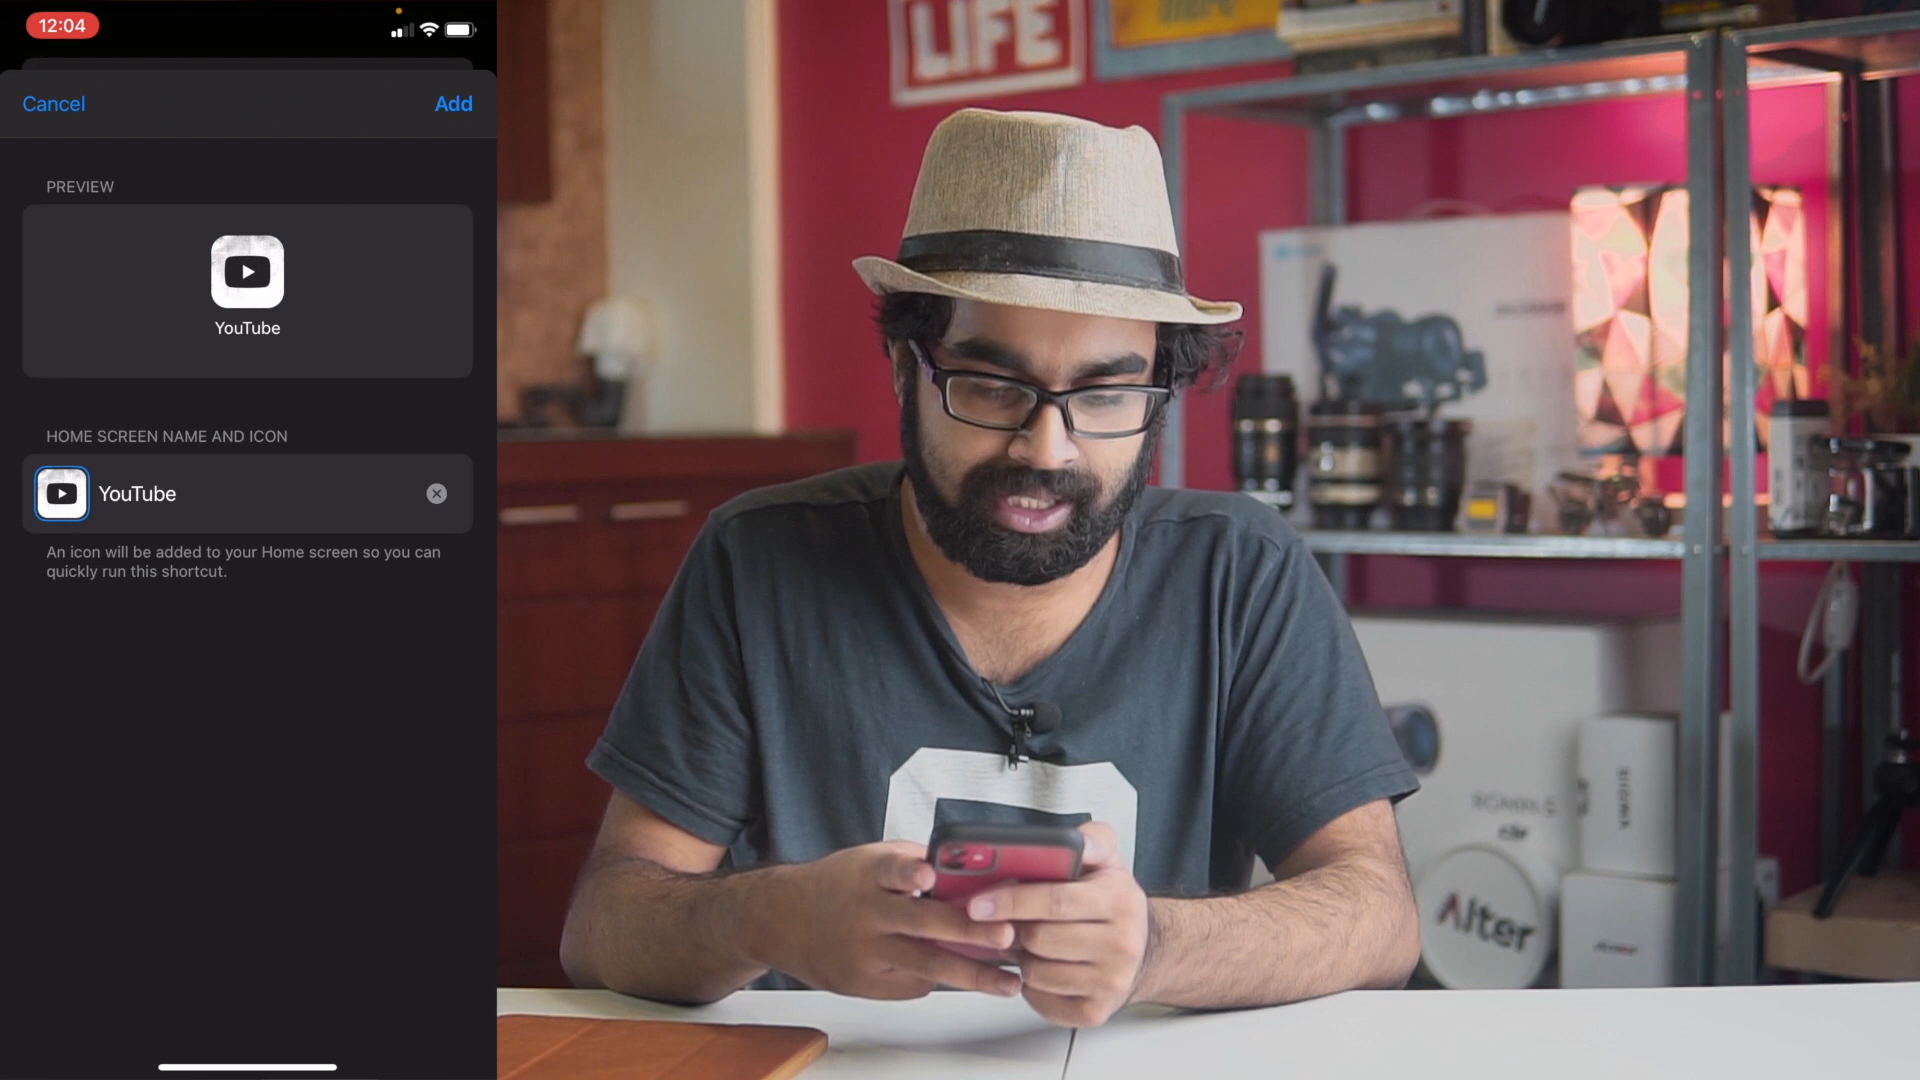 12:04
Cancel
Add
PREVIEW
YouTube
HOME SCREEN NAME AND ICON
YouTube
An icon will be added to your Home screen so you can
quickly run this shortcut.
LIFE
Alter